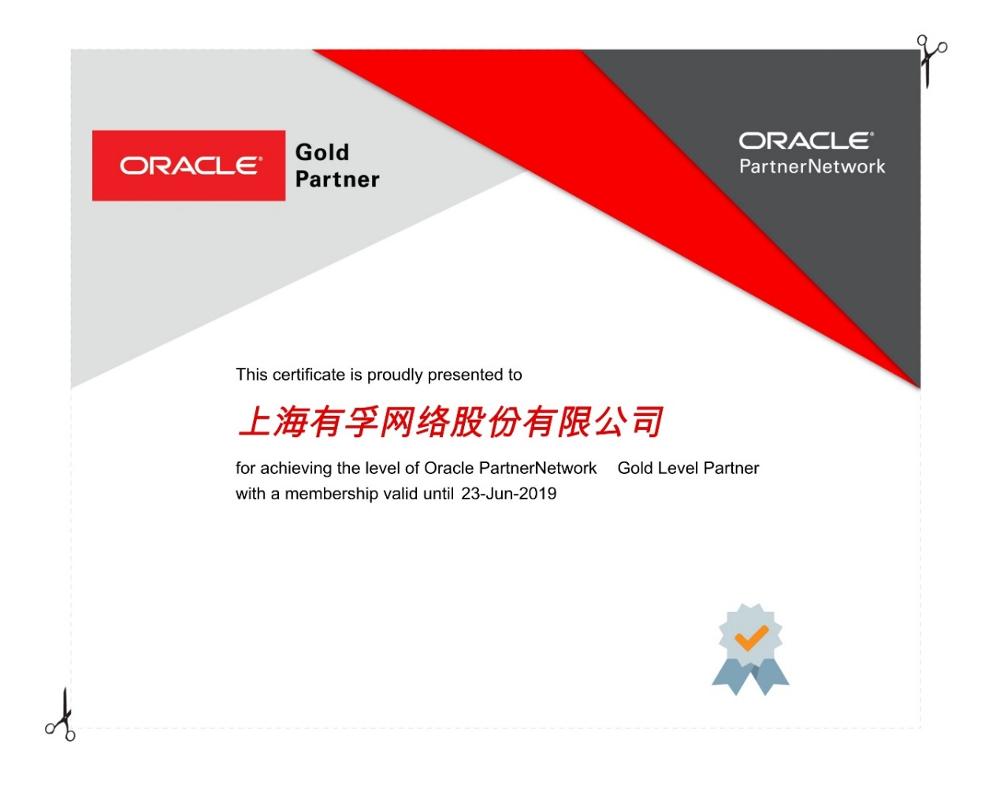 ORACLE®
Gold
Partner
ORACLE®
PartnerNetwork
This certificate is proudly presented to
上海有孚网络股份有限公司
for achieving the level of Oracle PartnerNetwork Gold Level Partner
with a membership valid until 23-Jun-2019